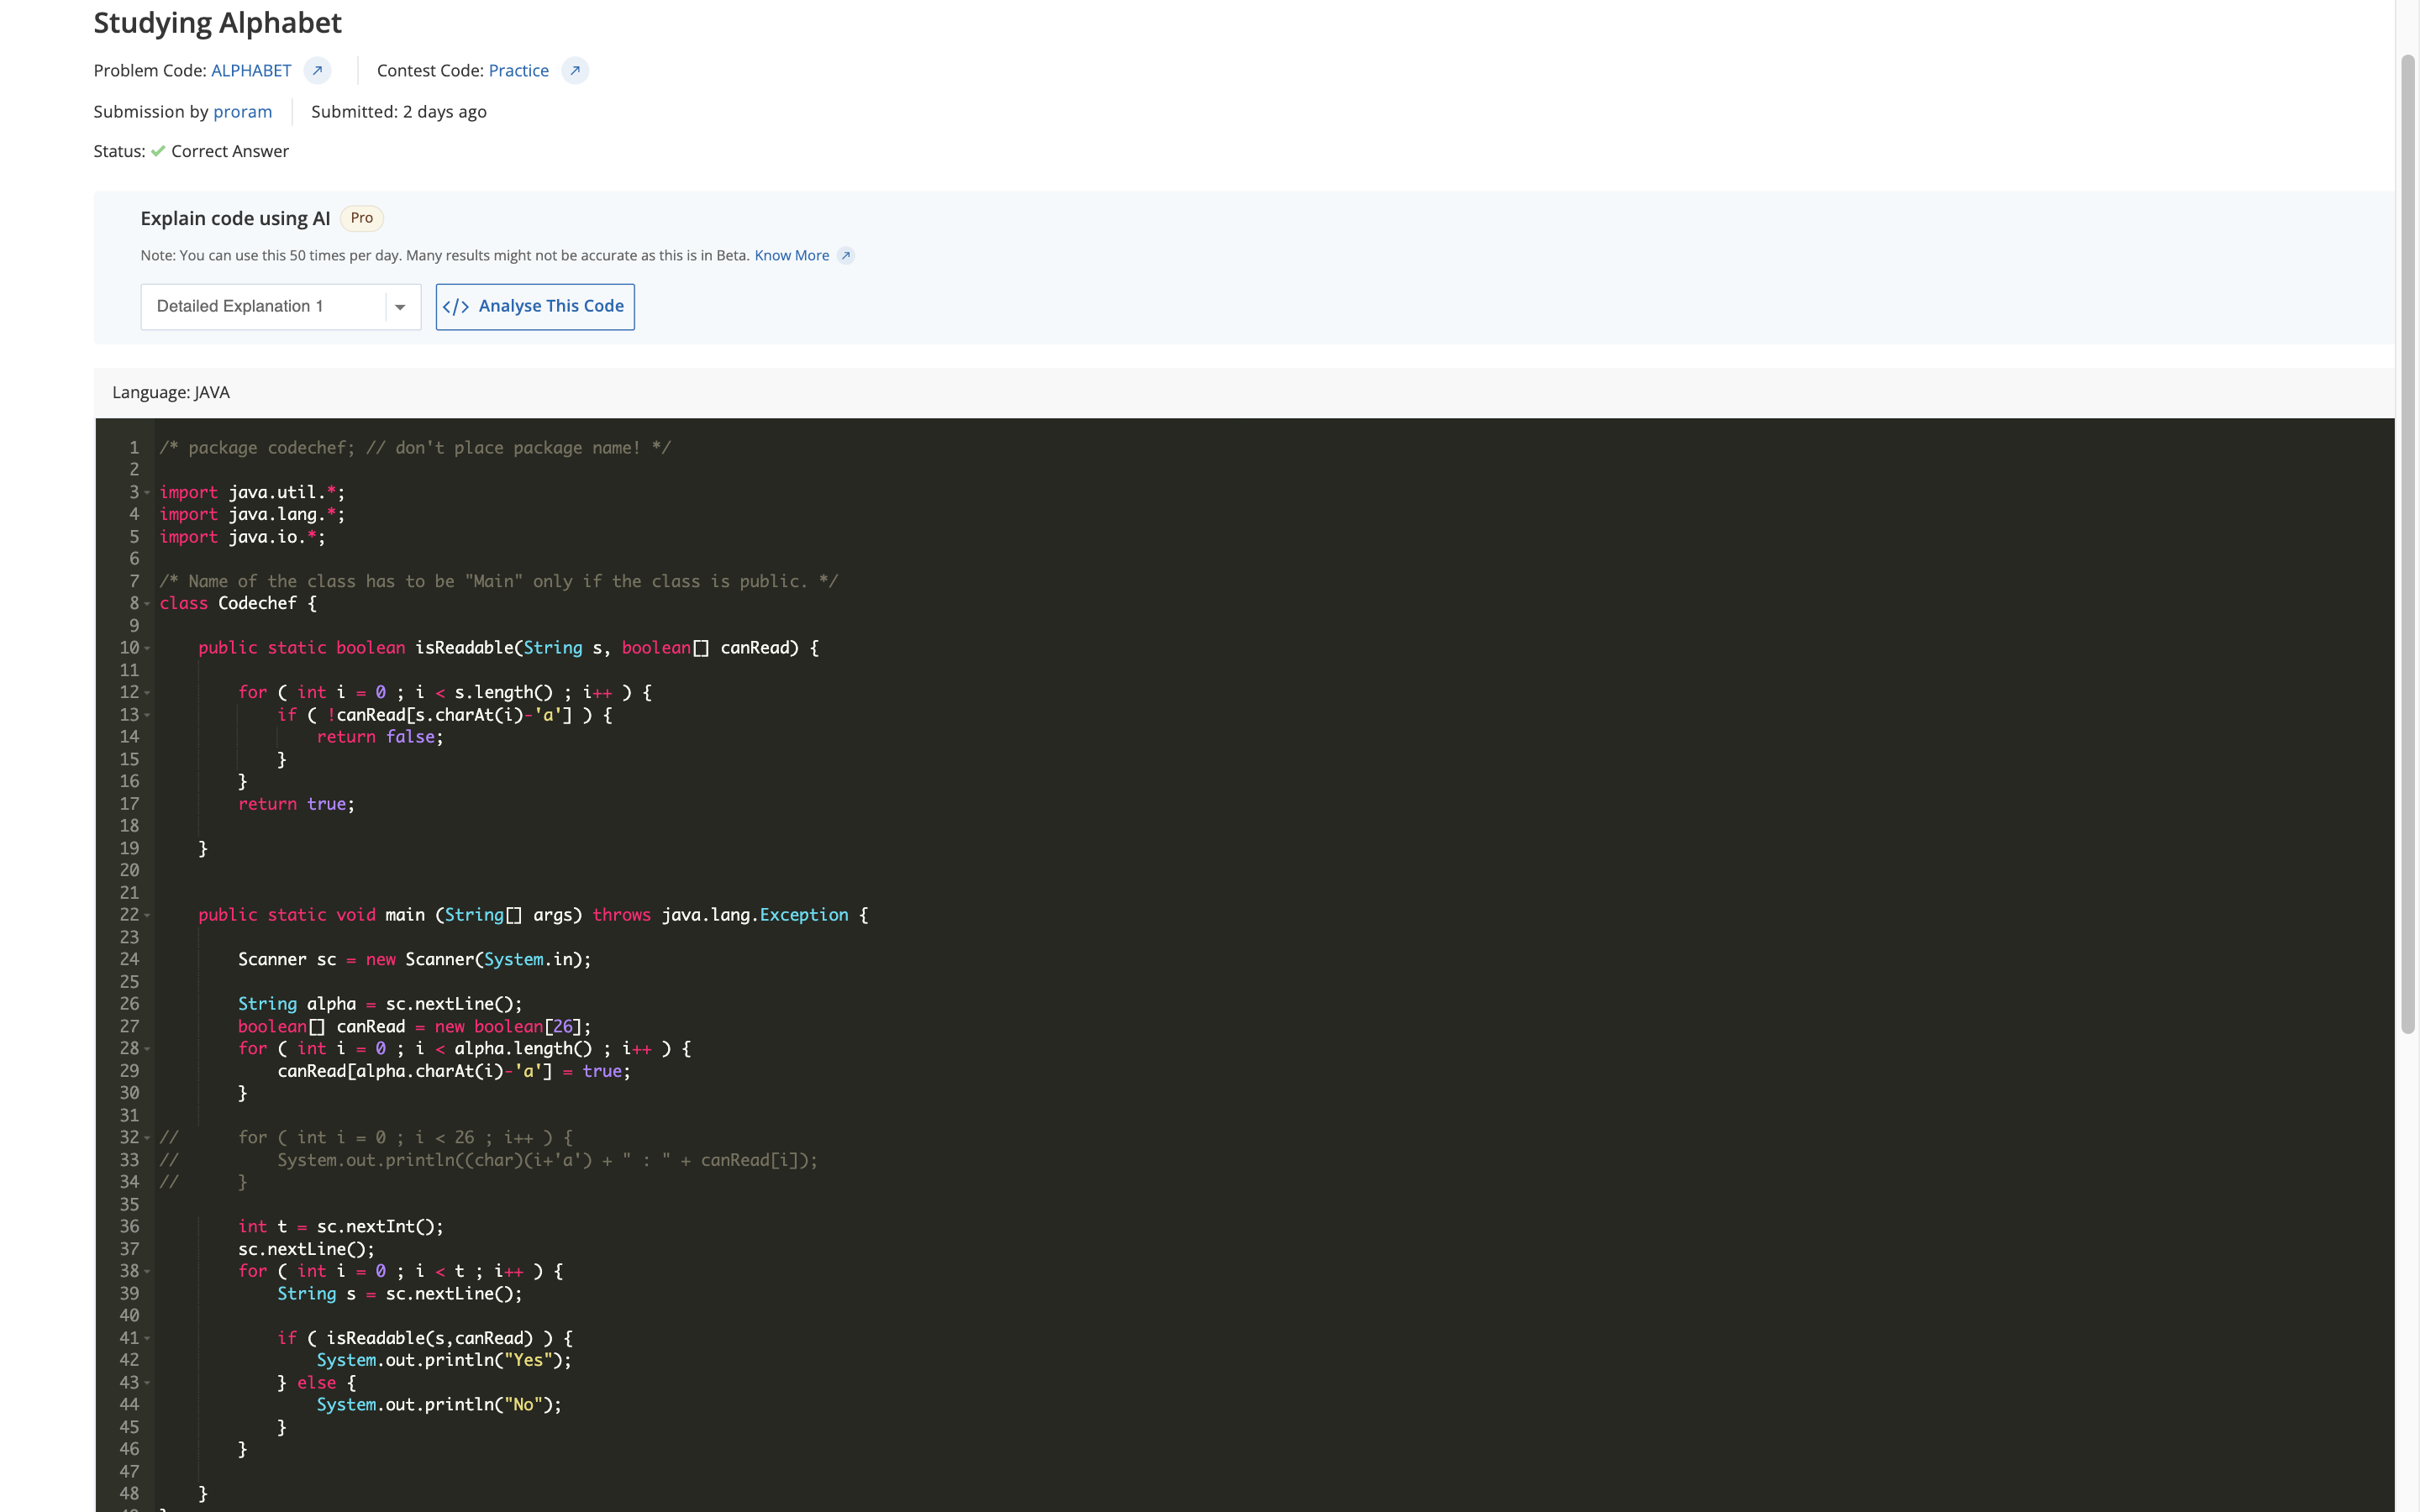 Studying Alphabet
Problem Code: ALPHABET Contest Code: Practice
Submission by proram Submitted: 2 days ago
Status: Correct Answer
Explain code using AI Pro
Note: You can use this 50 times per day. Many results might not be accurate as this is in Beta. Know More
Detailed Explanation 1 </> Analyse This Code
Language: JAVA
1 /* package codechef; // don't place package name! */
2
3 import java.util.*;
4 import java.lang.*;
5 import java.io.*;
6
7 /* Name of the class has to be "Main" only if the class is public. */
8 class Codechef {
9
10     public static boolean isReadable(String s, boolean[] canRead) {
11
12         for ( int i = 0 ; i < s.length() ; i++ ) {
13             if ( !canRead[s.charAt(i)-'a'] ) {
14                 return false;
15             }
16         }
17         return true;
18
19     }
20
21
22     public static void main (String[] args) throws java.lang.Exception {
23
24         Scanner sc = new Scanner(System.in);
25
26         String alpha = sc.nextLine();
27         boolean[] canRead = new boolean[26];
28         for ( int i = 0 ; i < alpha.length() ; i++ ) {
29             canRead[alpha.charAt(i)-'a'] = true;
30         }
31
32 //      for ( int i = 0 ; i < 26 ; i++ ) {
33 //          System.out.println((char)(i+'a') + " : " + canRead[i]);
34 //      }
35
36         int t = sc.nextInt();
37         sc.nextLine();
38         for ( int i = 0 ; i < t ; i++ ) {
39             String s = sc.nextLine();
40
41             if ( isReadable(s,canRead) ) {
42                 System.out.println("Yes");
43             } else {
44                 System.out.println("No");
45             }
46         }
47
48     }